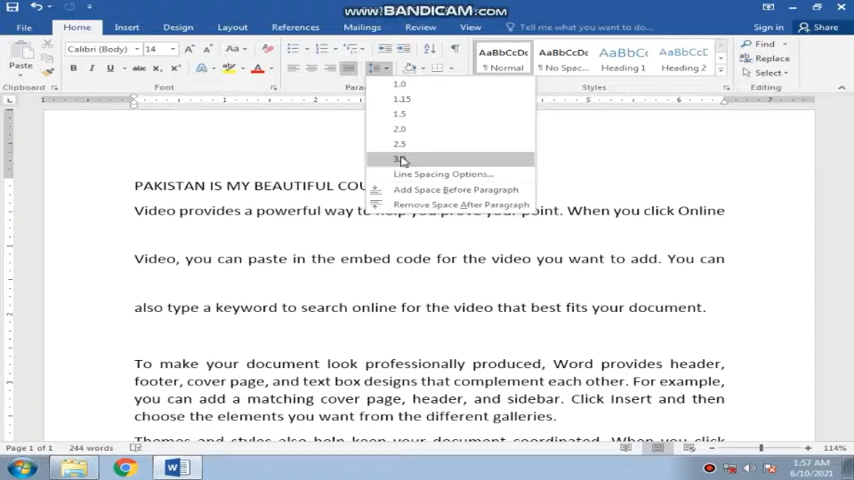 www.BANDICAM.com
File Home Insert Design Layout References Mailings Review View Tell me what you want to do... Sign in Share
Calibri (Body) 14 Aa AaBbCcDc AaBbCcDc AaBbCc AaBbCcD Find
Paste B I U abc A A ¶ Normal ¶ No Spac... Heading 1 Heading 2 Replace
Select
Clipboard Font Styles Editing
1.0
1.15
1.5
2.0
2.5
Line Spacing Options...
Add Space Before Paragraph
Remove Space After Paragraph
PAKISTAN IS MY BEAUTIFUL
Video provides a powerful way to help you prove your point. When you click Online
Video, you can paste in the embed code for the video you want to add. You can
also type a keyword to search online for the video that best fits your document.
To make your document look professionally produced, Word provides header,
footer, cover page, and text box designs that complement each other. For example,
you can add a matching cover page, header, and sidebar. Click Insert and then
choose the elements you want from the different galleries.
Themes and styles also help keep your document coordinated. When you click
Page 1 of 1 244 words 114%
1:57 AM
6/10/2021